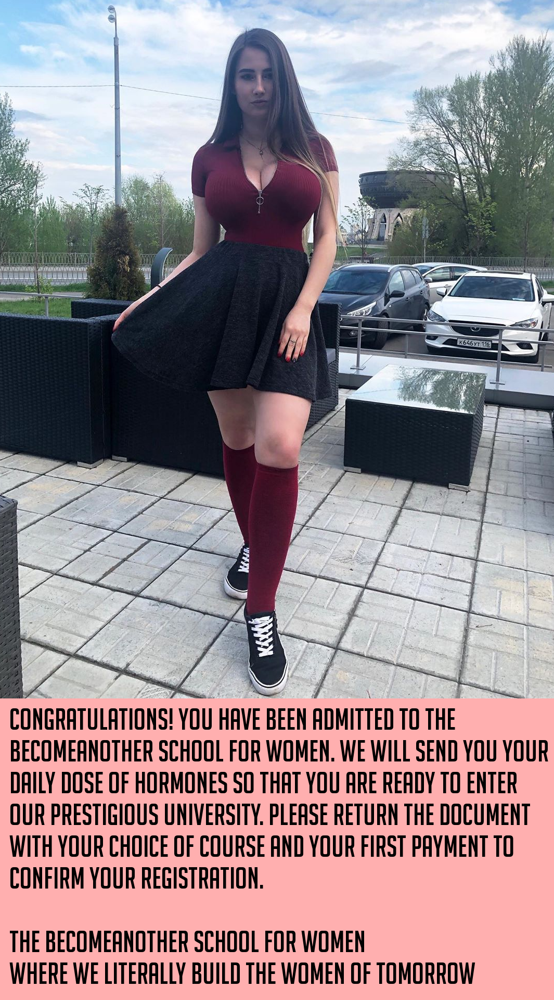 К646УТ 116
CONGRATULATIONS! YOU HAVE BEEN ADMITTED TO THE
BECOMEANOTHER SCHOOL FOR WOMEN. WE WILL SEND YOU YOUR
DAILY DOSE OF HORMONES SO THAT YOU ARE READY TO ENTER
OUR PRESTIGIOUS UNIVERSITY. PLEASE RETURN THE DOCUMENT
WITH YOUR CHOICE OF COURSE AND YOUR FIRST PAYMENT TO
CONFIRM YOUR REGISTRATION.
THE BECOMEANOTHER SCHOOL FOR WOMEN
WHERE WE LITERALLY BUILD THE WOMEN OF TOMORROW